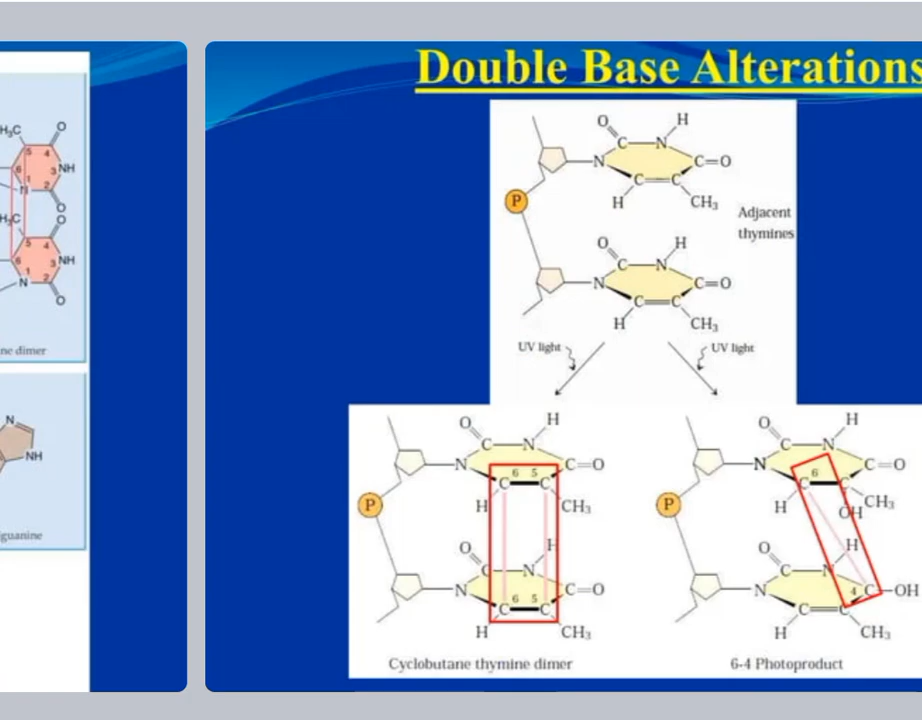 H₃C
O
5
4
6
3
NH
1
N
2
O
H₃C
O
5
4
6
3
NH
1
N
2
O
ne dimer
N
NH
guanine
Double Base Alterations
O
H
C
N
N
C=O
C
C
H
CH₃
P
Adjacent
thymines
O
H
C
N
N
C=O
C
C
H
CH₃
UV light
UV light
O
H
C
N
N
C=O
6
5
C
C
H
CH₃
P
O
H
C
N
N
C=O
6
5
C
C
H
CH₃
Cyclobutane thymine dimer
O
H
C
N
N
C=O
6
C
C
H
CH₃
OH
P
O
H
C
N
N
4
C
OH
C
C
H
CH₃
6-4 Photoproduct